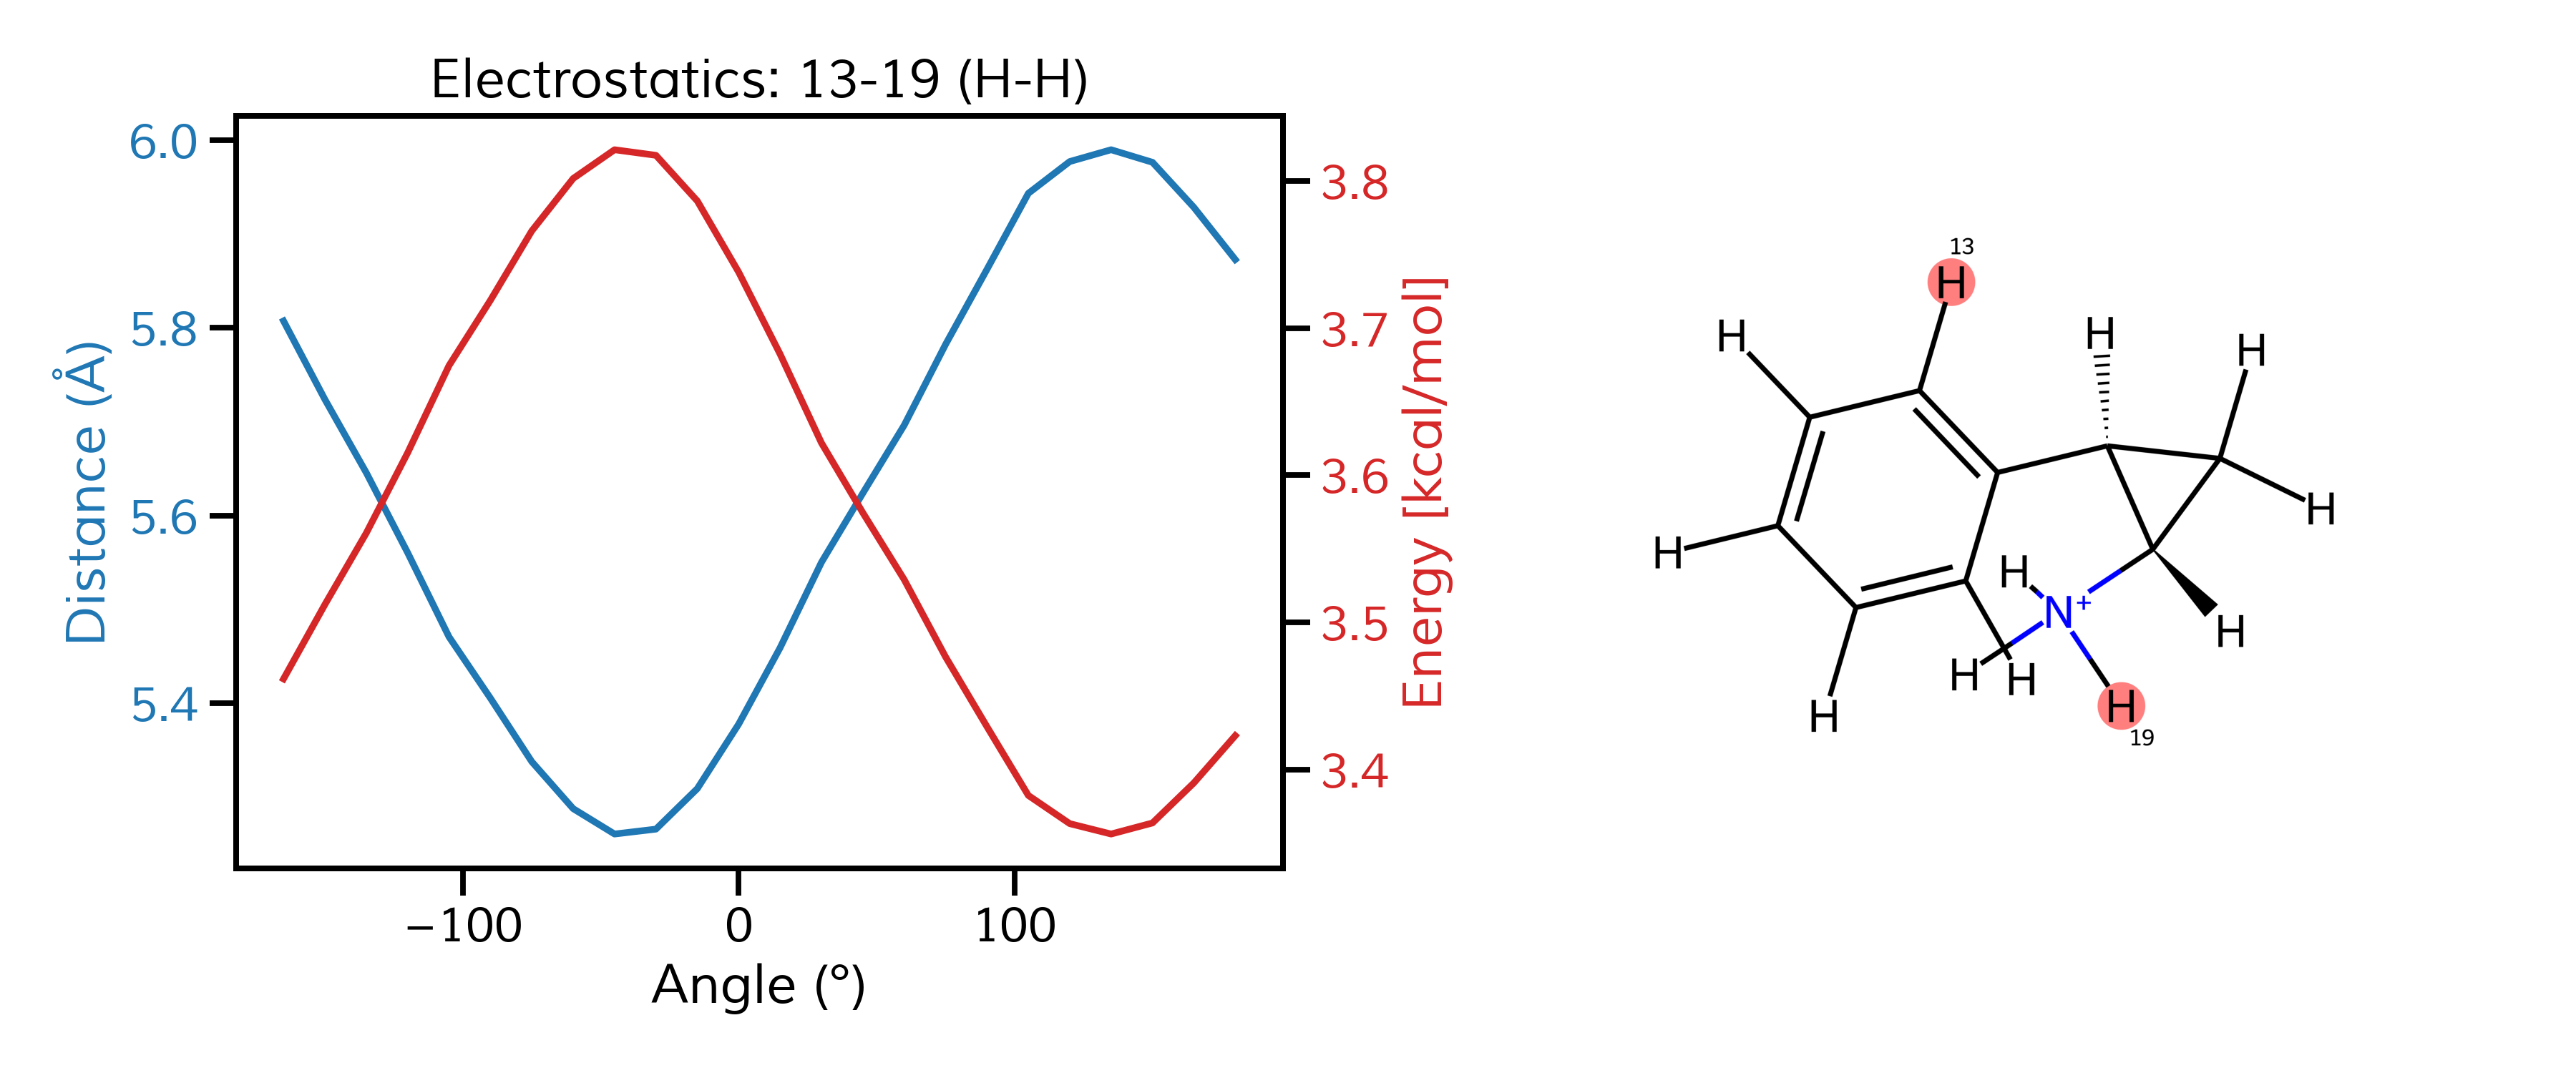 Electrostatics: 13-19 (H-H)
Distance (Å)
6.0
5.8
5.6
5.4
3.8
3.7
3.6
3.5
3.4
Energy [kcal/mol]
−100 0 100
Angle (°)
13
H
H
H
H
H
H
H
H
N+
H
H
H
H
H
19